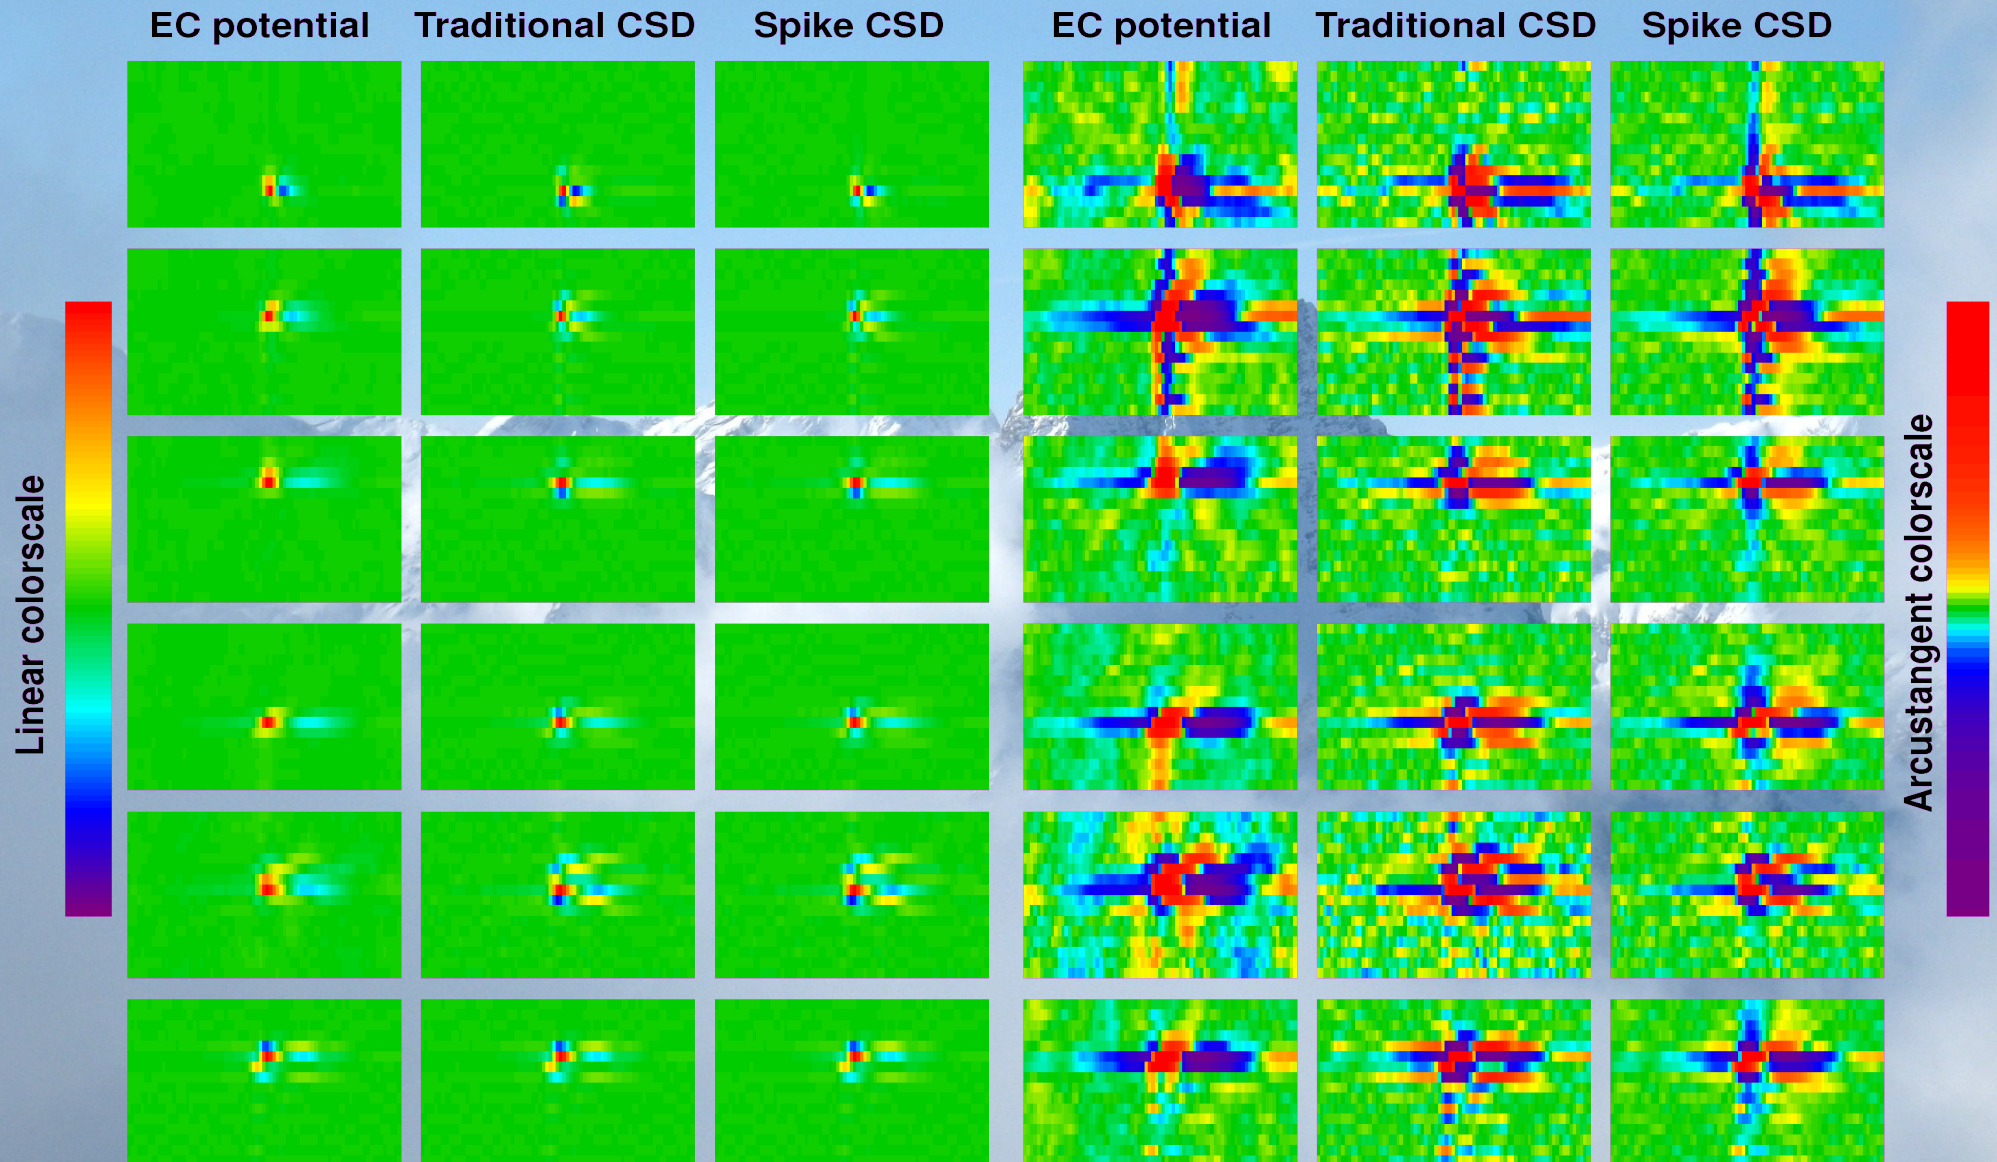 EC potential Traditional CSD Spike CSD EC potential Traditional CSD Spike CSD
Linear colorscale
Arcustangent colorscale